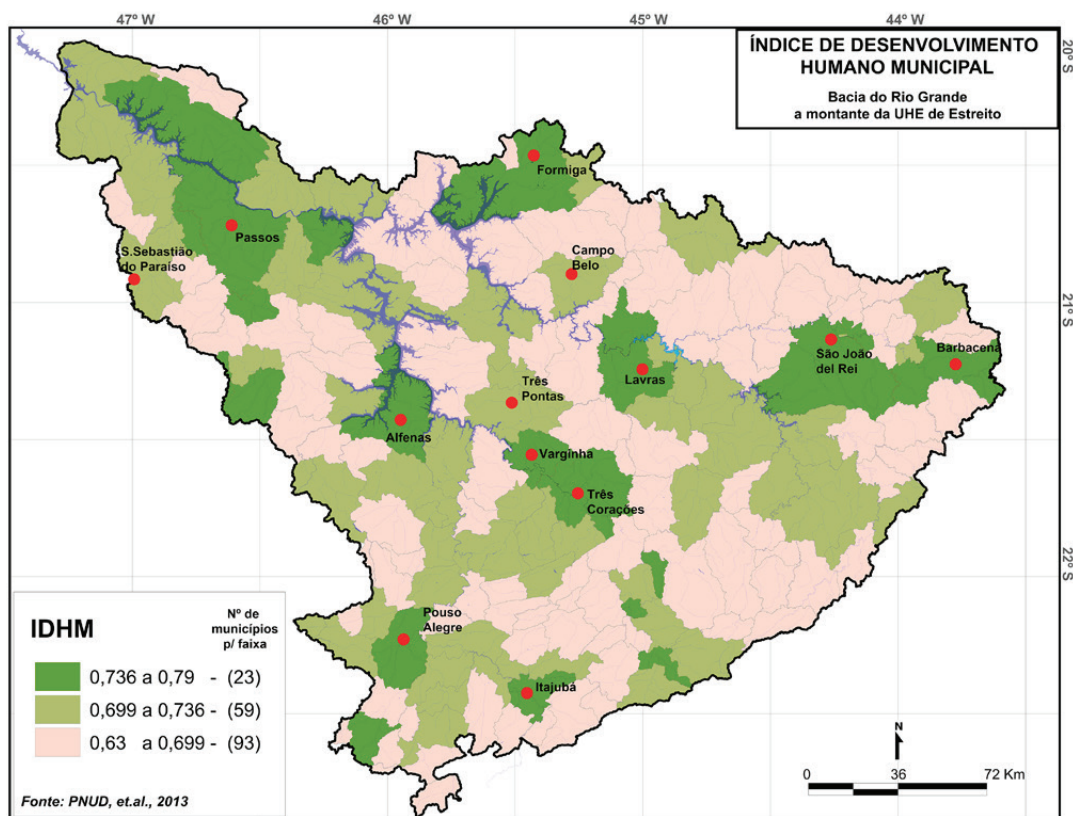 47°W
46°W
45°W
44°W
20°S
21°S
22°S
ÍNDICE DE DESENVOLVIMENTO
HUMANO MUNICIPAL
Bacia do Rio Grande
a montante da UHE de Estreito
Formiga
Passos
S.Sebastião
do Paraíso
Campo
Belo
São João
del Rei
Barbacena
Lavras
Três
Pontas
Alfenas
Varginha
Três
Corações
Pouso
Alegre
Itajubá
IDHM
Nº de
municípios
p/ faixa
0,736 a 0,79 - (23)
0,699 a 0,736 - (59)
0,63 a 0,699 - (93)
Fonte: PNUD, et.al., 2013
N
0 36 72 Km